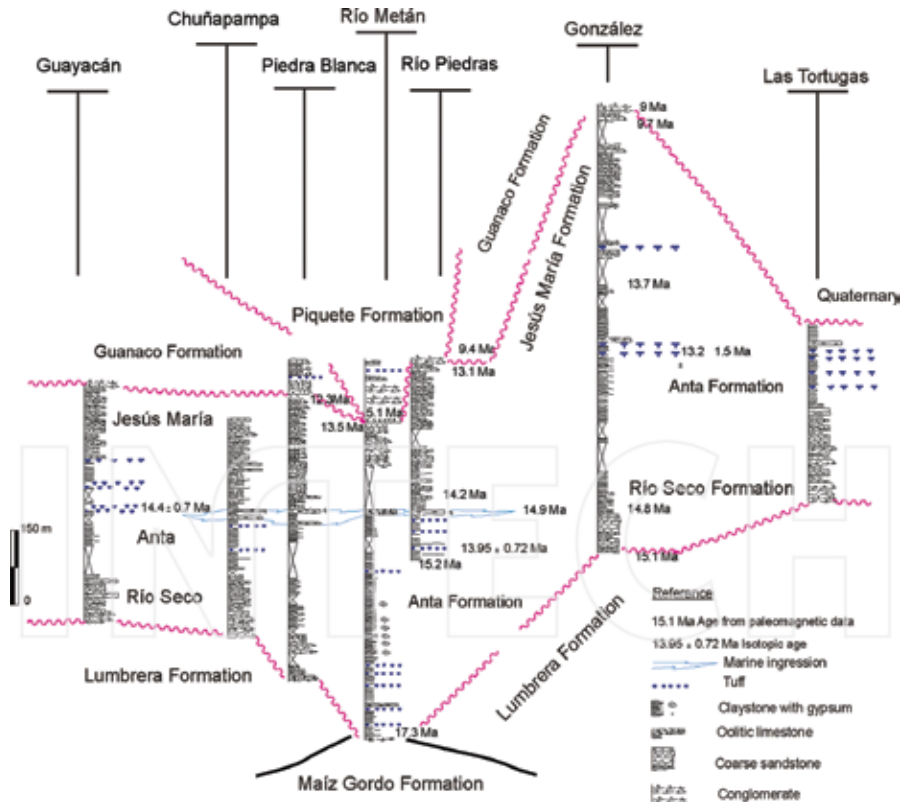 Chuñapampa
Río Metán
González
Guayacán
Piedra Blanca
Río Piedras
Las Tortugas
9 Ma
9.7 Ma
Guanaco Formation
Jesús María Formation
13.7 Ma
Quaternary
Piquete Formation
Guanaco Formation
9.4 Ma
13.1 Ma
13.2 1.5 Ma
Anta Formation
Jesús María
12.3 Ma
5.1 Ma
13.5 Ma
INTECH
14.2 Ma
Río Seco Formation
14.4 ± 0.7 Ma
14.9 Ma
14.8 Ma
150 m
Anta
13.95 ± 0.72 Ma
15.2 Ma
15.1 Ma
0
Río Seco
Anta Formation
Lumbrera Formation
Lumbrera Formation
17.3 Ma
Maíz Gordo Formation
Reference
15.1 Ma Age from paleomagnetic data
13.95 ± 0.72 Ma Isotopic age
Marine ingression
Tuff
Claystone with gypsum
Oolitic limestone
Coarse sandstone
Conglomerate